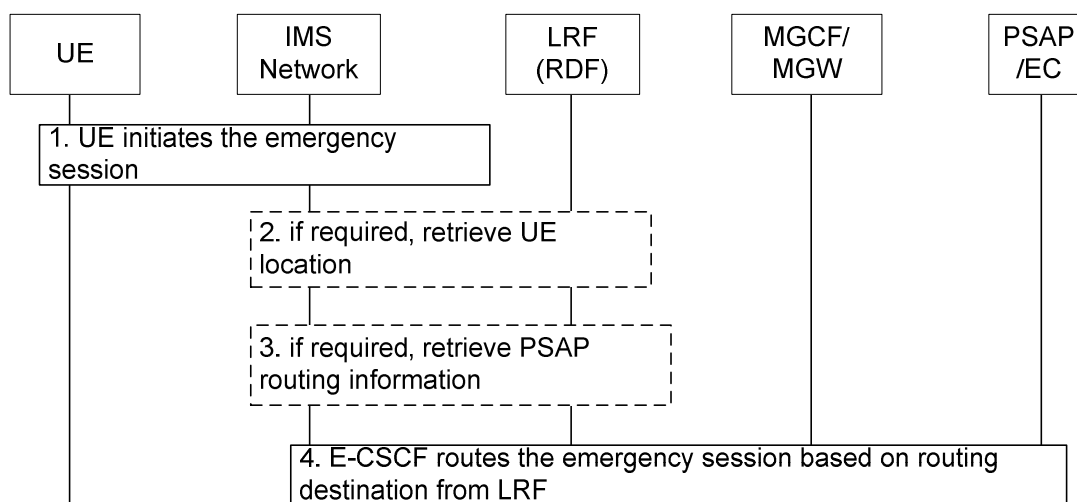 UE
IMS
Network
LRF
(RDF)
MGCF/
MGW
PSAP
/EC
1. UE initiates the emergency
session
2. if required, retrieve UE
location
3. if required, retrieve PSAP
routing information
4. E-CSCF routes the emergency session based on routing
destination from LRF